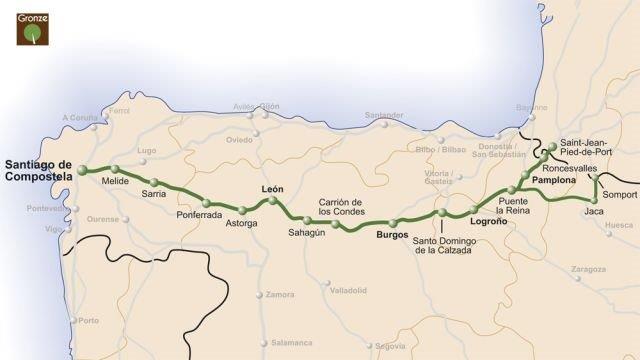 Gronze
Bayonne
Ferrol
A Coruña
Avilés
Gijón
Santander
Oviedo
Bilbo / Bilbao
Donostia /
San Sebastián
Saint-Jean-
Pied-de-Port
Lugo
Santiago de
Compostela
Melide
Sarria
Ponferrada
Astorga
León
Sahagún
Carrión de
los Condes
Burgos
Santo Domingo
de la Calzada
Logroño
Vitoria /
Gasteiz
Puente
la Reina
Pamplona
Roncesvalles
Somport
Jaca
Huesca
Pontevedra
Vigo
Ourense
Zaragoza
Valladolid
Zamora
Porto
Salamanca
Segovia